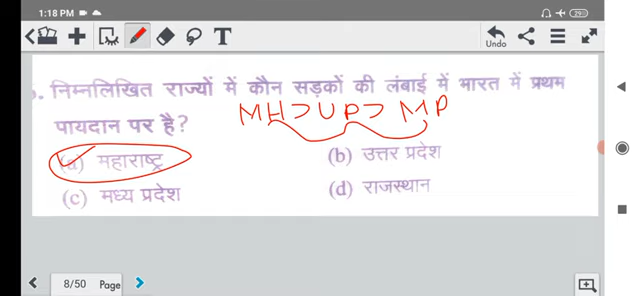 1:18 PM
29
T
Undo
. निम्नलिखित राज्यों में कौन सड़कों की लंबाई में भारत में प्रथम
MH > UP > MP
पायदान पर है?
(a) महाराष्ट्र (b) उत्तर प्रदेश
(c) मध्य प्रदेश (d) राजस्थान
8/50 Page